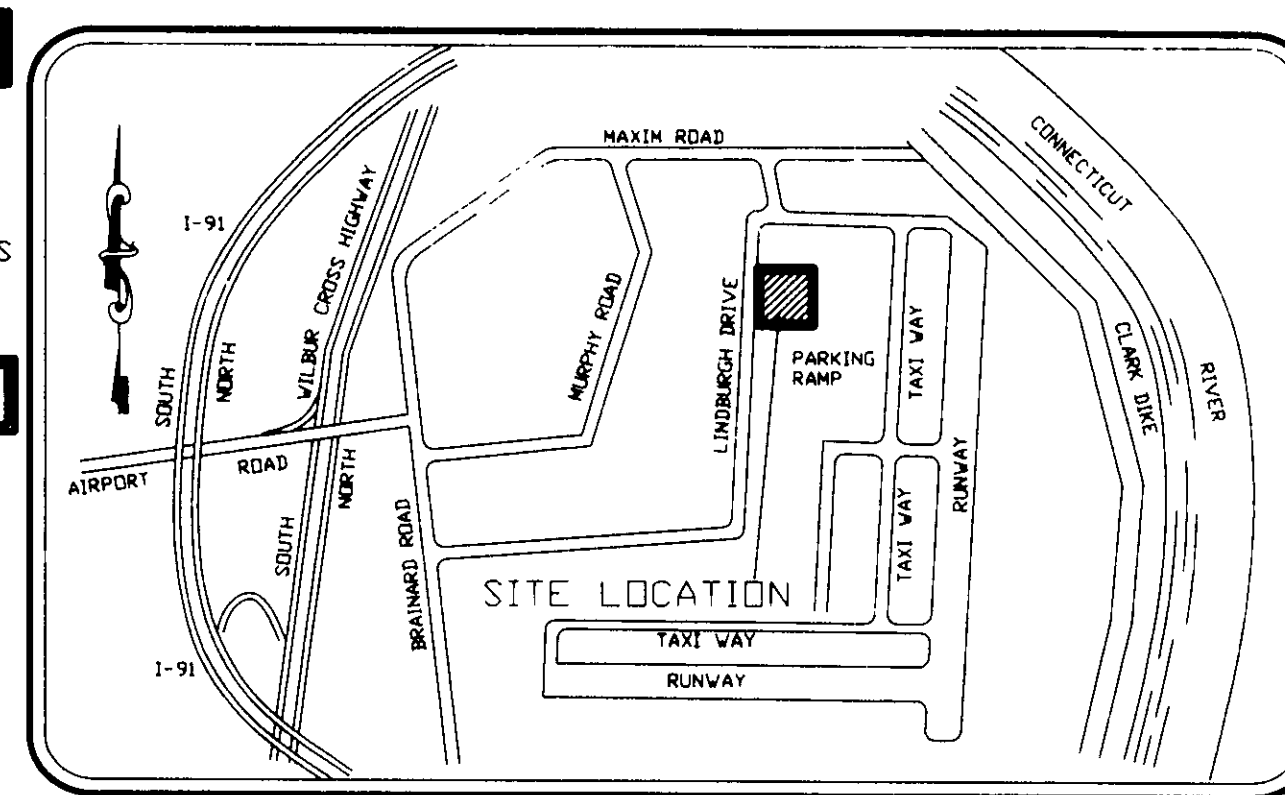 MAXIM ROAD
CONNECTICUT
RIVER
CLARK DIKE
I-91
WILBUR CROSS HIGHWAY
SOUTH
NORTH
MURPHY ROAD
LINDBURGH DRIVE
PARKING
RAMP
TAXI WAY
RUNWAY
AIRPORT
ROAD
NORTH
SOUTH
BRAINARD ROAD
TAXI WAY
SITE LOCATION
TAXI WAY
RUNWAY
I-91